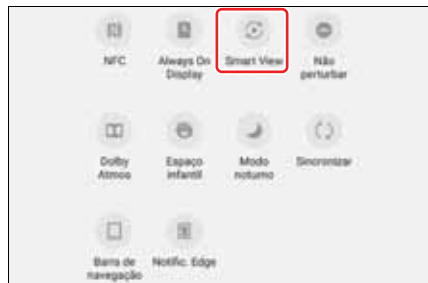 NFC
Always On
Display
Smart View
Não
perturbar
Dolby
Atmos
Espaço
infantil
Modo
noturno
Sincronizar
Barra de
navegação
Notific. Edge